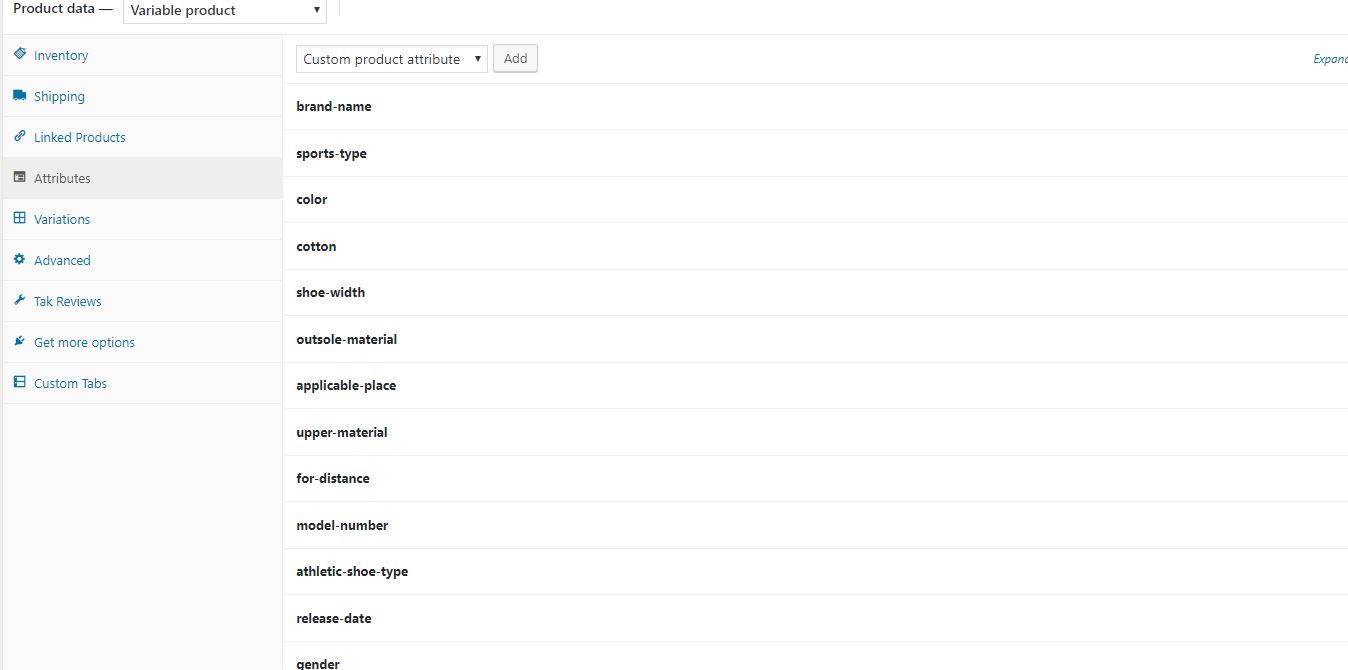 Product data — Variable product
Inventory
Shipping
Linked Products
Attributes
Variations
Advanced
Tak Reviews
Get more options
Custom Tabs
Custom product attribute Add Expand
brand-name
sports-type
color
cotton
shoe-width
outsole-material
applicable-place
upper-material
for-distance
model-number
athletic-shoe-type
release-date
gender